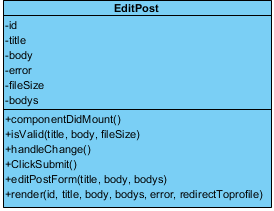 EditPost
-id
-title
-body
-error
-fileSize
-bodys
+componentDidMount()
+isValid(title, body, fileSize)
+handleChange()
+ClickSubmit()
+editPostForm(title, body, bodys)
+render(id, title, body, bodys, error, redirectToprofile)